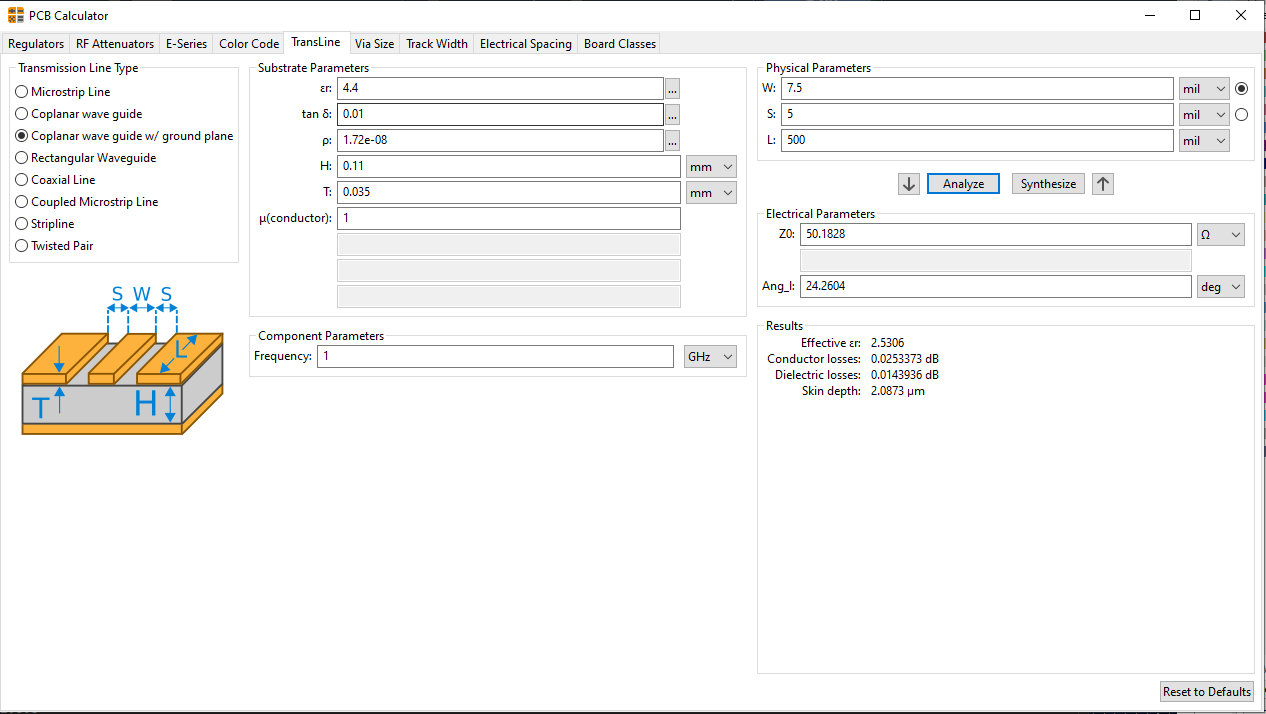 PCB Calculator
Regulators RF Attenuators E-Series Color Code TransLine Via Size Track Width Electrical Spacing Board Classes
Transmission Line Type
Microstrip Line
Coplanar wave guide
Coplanar wave guide w/ ground plane
Rectangular Waveguide
Coaxial Line
Coupled Microstrip Line
Stripline
Twisted Pair
S W S
L
T
H
Substrate Parameters
εr: 4.4 ...
tan δ: 0.01 ...
ρ: 1.72e-08 ...
H: 0.11 mm
T: 0.035 mm
μ(conductor): 1
Component Parameters
Frequency: 1 GHz
Physical Parameters
W: 7.5 mil
S: 5 mil
L: 500 mil
Analyze Synthesize
Electrical Parameters
Z0: 50.1828 Ω
Ang_l: 24.2604 deg
Results
Effective εr: 2.5306
Conductor losses: 0.0253373 dB
Dielectric losses: 0.0143936 dB
Skin depth: 2.0873 µm
Reset to Defaults